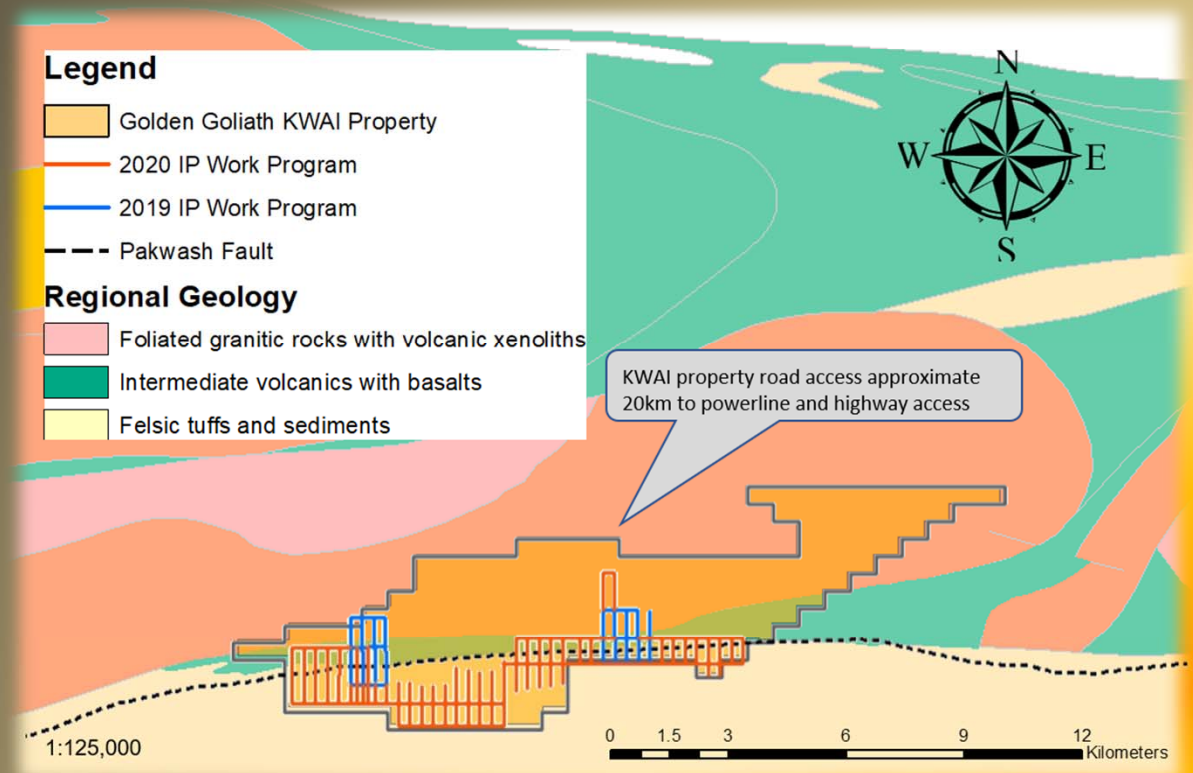 Legend
Golden Goliath KWAI Property
2020 IP Work Program
2019 IP Work Program
Pakwash Fault
Regional Geology
Foliated granitic rocks with volcanic xenoliths
Intermediate volcanics with basalts
Felsic tuffs and sediments
N
W
E
S
KWAI property road access approximate
20km to powerline and highway access
1:125,000
0 1.5 3 6 9 12
Kilometers